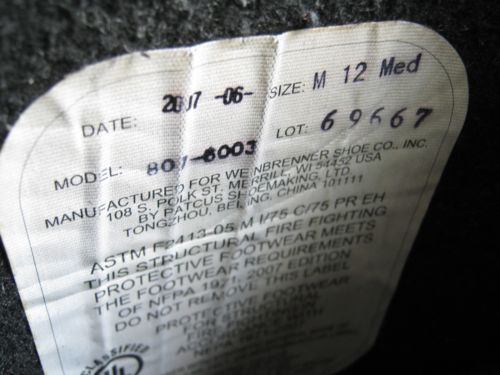 DATE: 2007 -06- SIZE: M 12 Med
MODEL: 801-6003 LOT: 69667
MANUFACTURED FOR WEINBRENNER SHOE CO., INC.
108 S. POLK ST. MERRILL, WI 54452 USA
BY PATCUS SHOEMAKING, LTD.
TONGZHOU, BEIJING, CHINA 101111
ASTM F2413-05 M I/75 C/75 PR EH
THIS STRUCTURAL FIRE FIGHTING
PROTECTIVE FOOTWEAR MEETS
THE FOOTWEAR REQUIREMENTS
OF NFPA 1971, 2007 EDITION
DO NOT REMOVE THIS LABEL
PROTECTIVE
STRUCTURAL
CLASSIFIED
UL